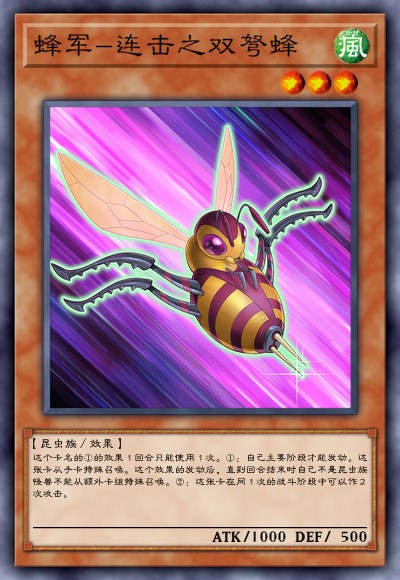 蜂军-连击之双弩蜂
風
【昆虫族／效果】
这个卡名的①的效果1回合只能使用1次。①：自己主要阶段才能发动。这
张卡从手卡特殊召唤。这个效果的发动后，直到回合结束时自己不是昆虫族
怪兽不能从额外卡组特殊召唤。②：这张卡在同1次的战斗阶段中可以作2
次攻击。
ATK/1000 DEF/ 500